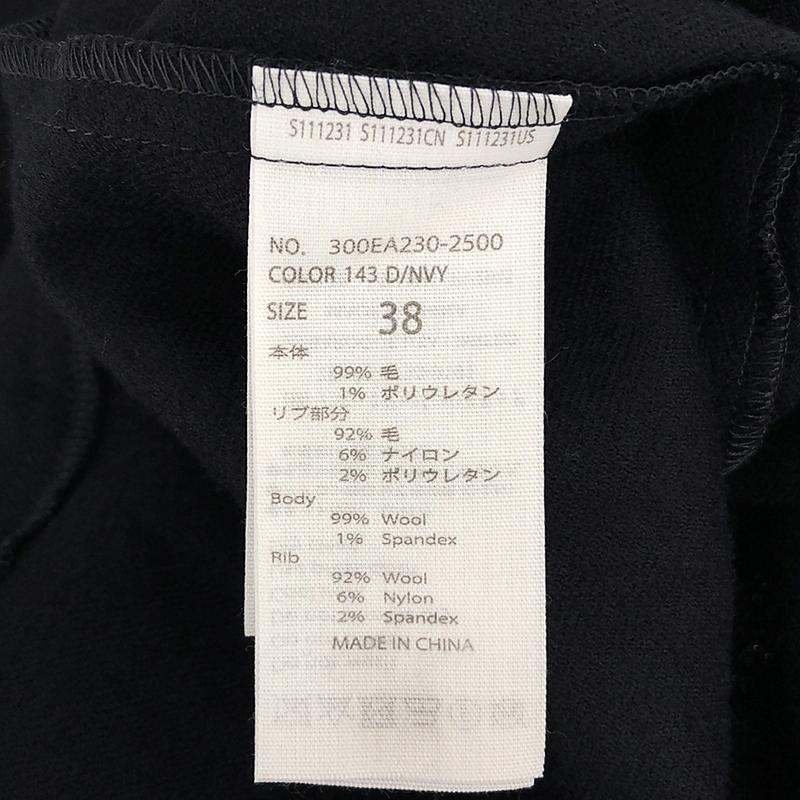 S111231 S111231CN S111231US
NO. 300EA230-2500
COLOR 143 D/NVY
SIZE 38
本体
99% 毛
1% ポリウレタン
リブ部分
92% 毛
6% ナイロン
2% ポリウレタン
Body
99% Wool
1% Spandex
Rib
92% Wool
6% Nylon
2% Spandex
MADE IN CHINA